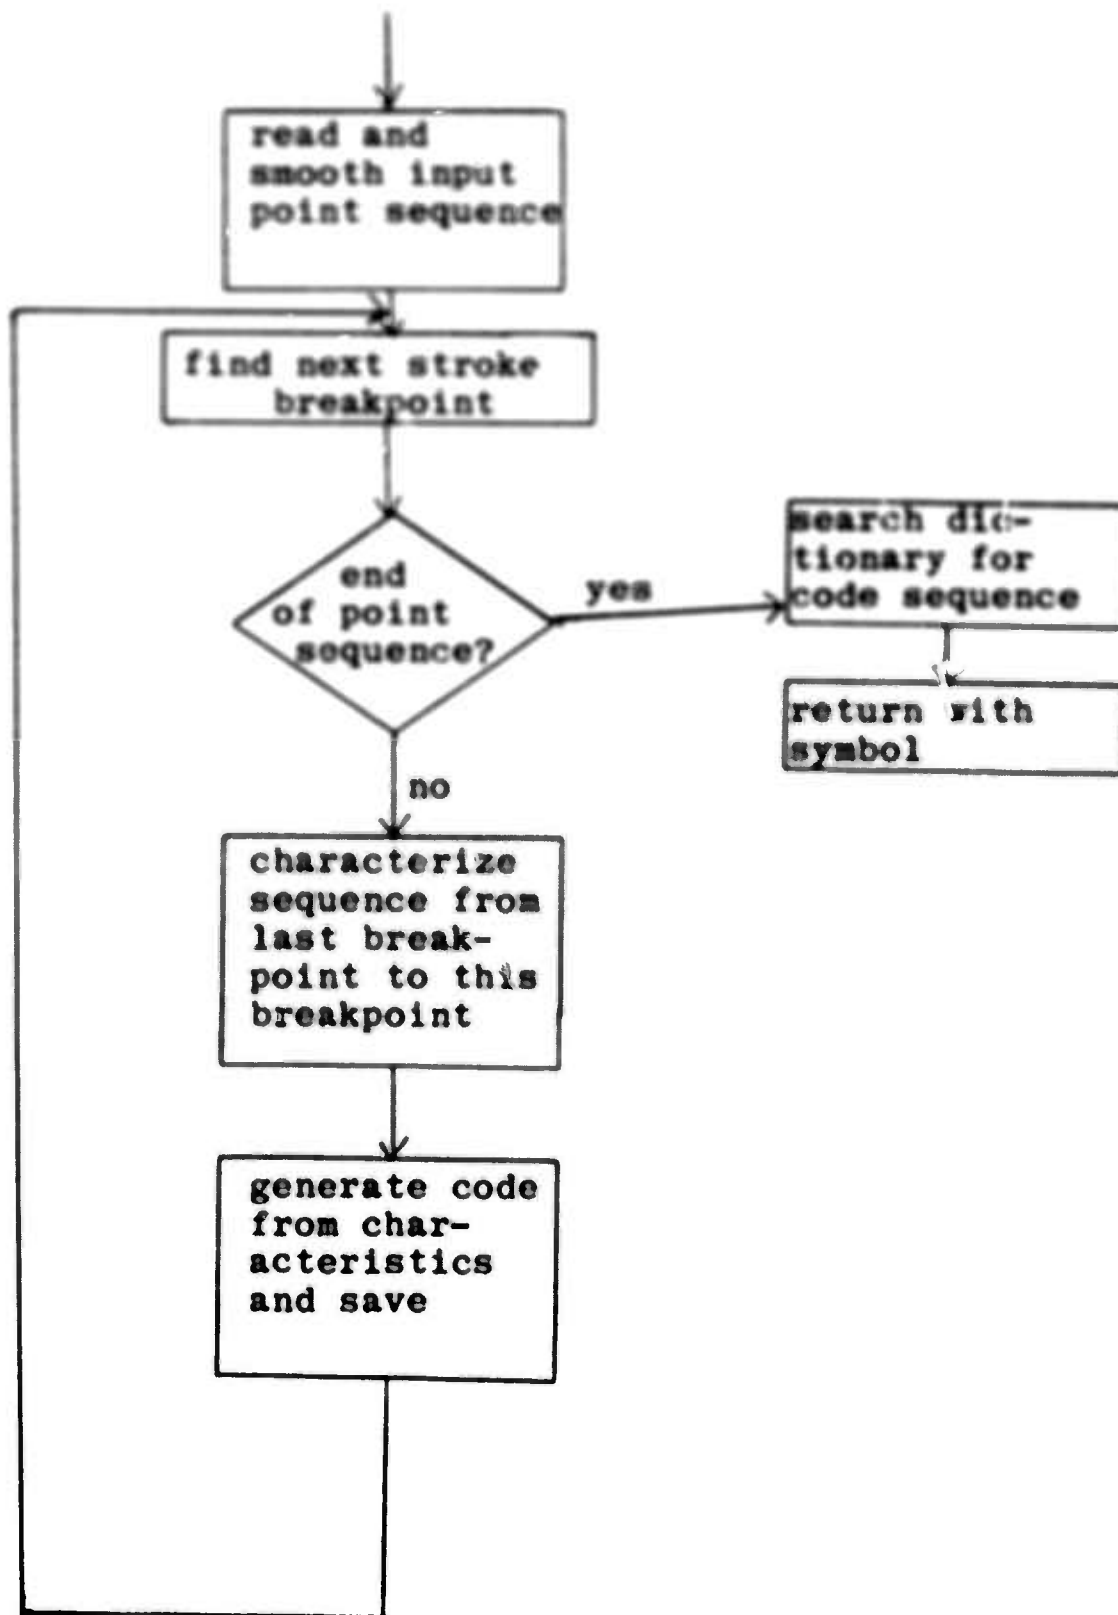 read and
smooth input
point sequence
find next stroke
breakpoint
end
of point
sequence?
yes
search dic-
tionary for
code sequence
return with
symbol
no
characterize
sequence from
last break-
point to this
breakpoint
generate code
from char-
acteristics
and save